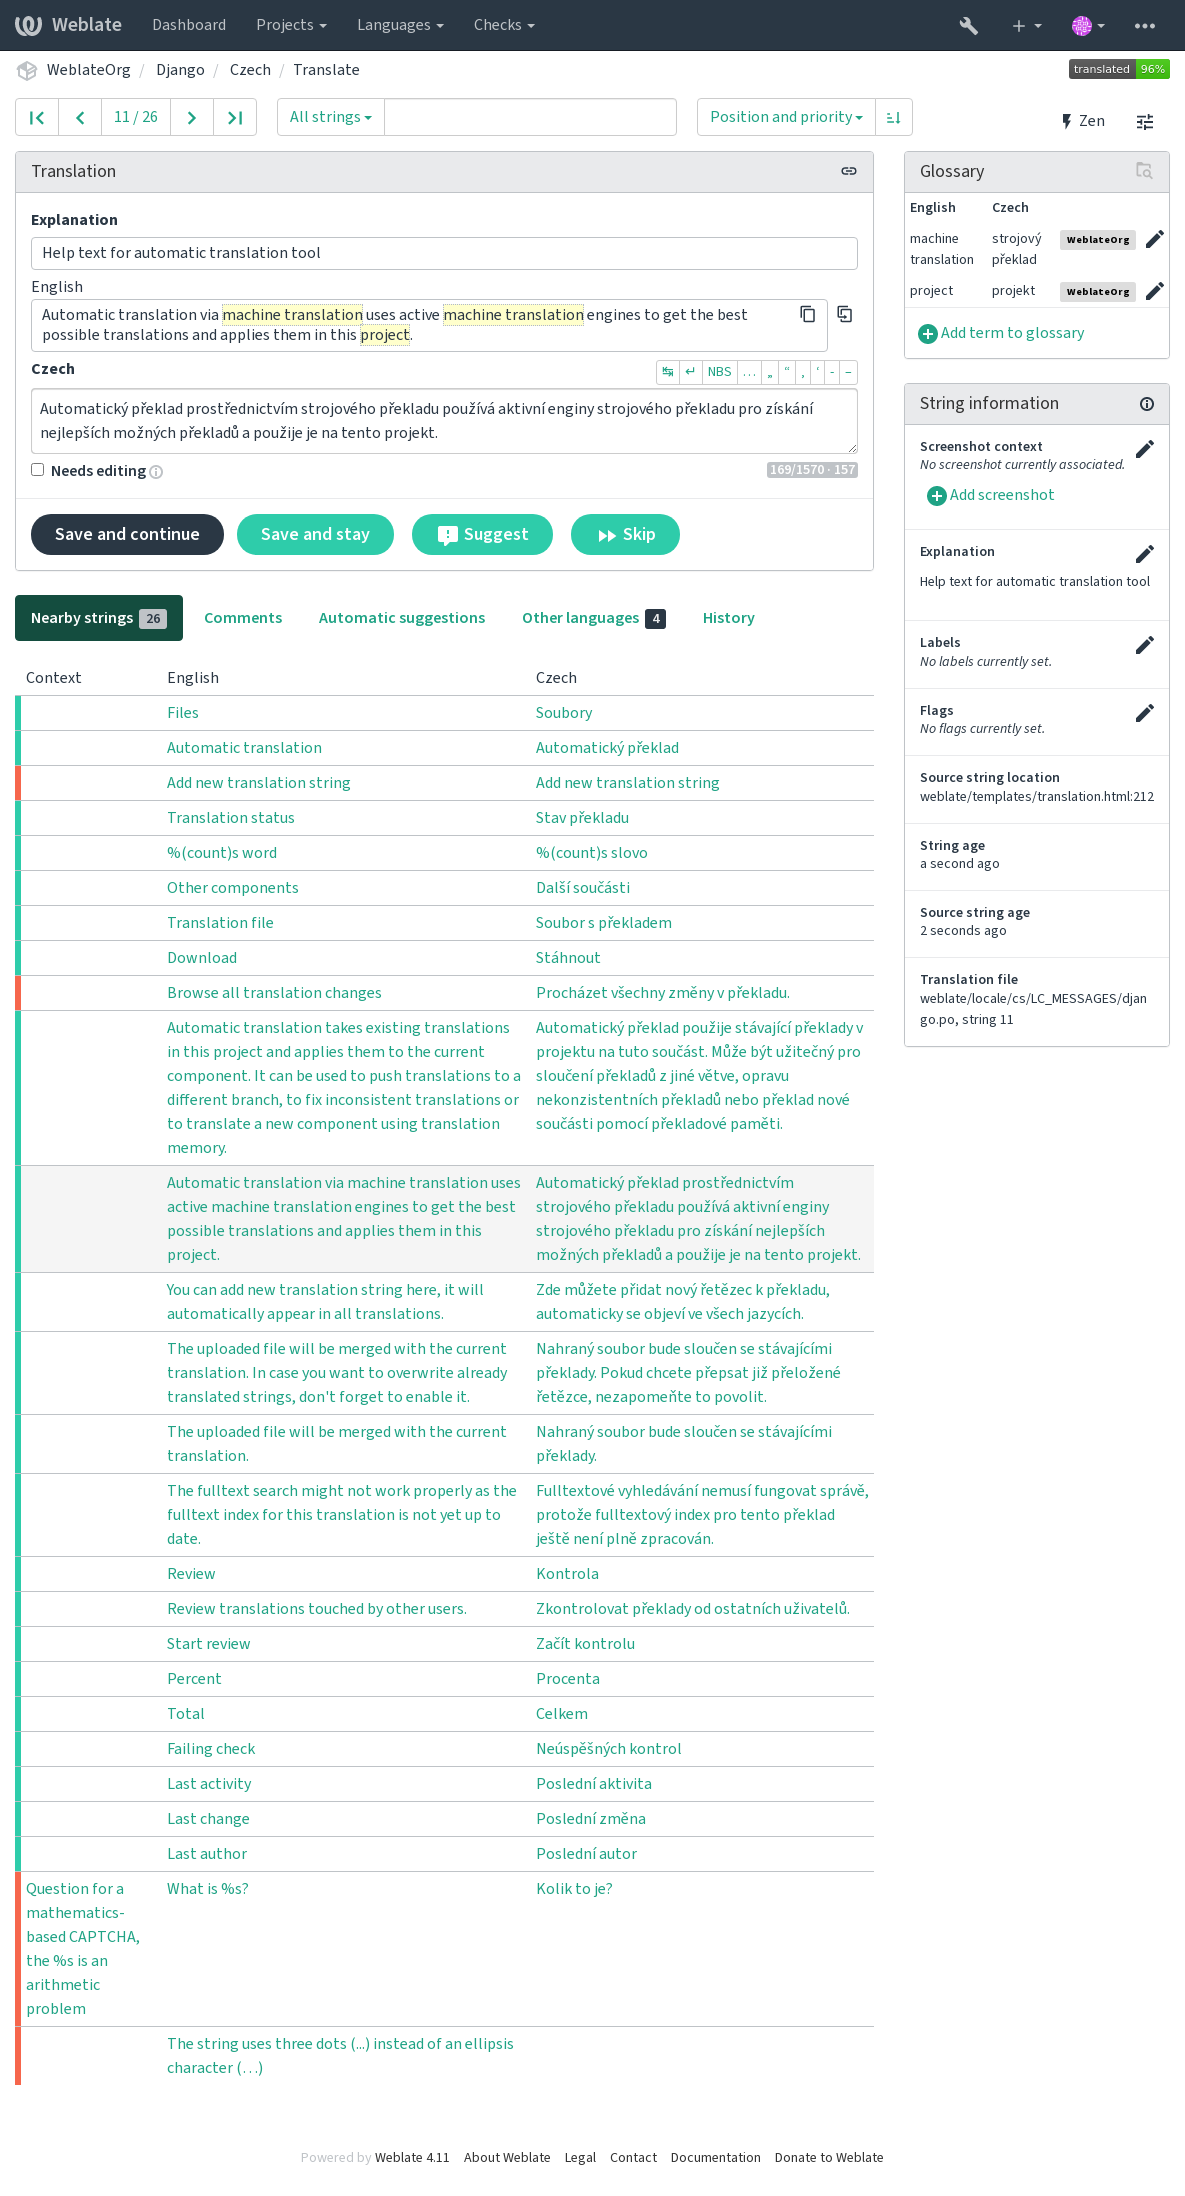 Weblate Dashboard Projects Languages Checks
WeblateOrg / Django / Czech / Translate translated 96%
11 / 26 All strings Position and priority Zen
Translation
Explanation
Help text for automatic translation tool
English
Automatic translation via machine translation uses active machine translation engines to get the best
possible translations and applies them in this project.
Czech ↹ ↵ NBS … „ “ ‚ ‘ - –
Automatický překlad prostřednictvím strojového překladu používá aktivní enginy strojového překladu pro získání
nejlepších možných překladů a použije je na tento projekt.
Needs editing 169/1570 · 157
Save and continue Save and stay Suggest Skip
Glossary
English Czech
machine translation strojový překlad WeblateOrg
project projekt WeblateOrg
Add term to glossary
String information
Screenshot context
No screenshot currently associated.
Add screenshot
Explanation
Help text for automatic translation tool
Labels
No labels currently set.
Flags
No flags currently set.
Source string location
weblate/templates/translation.html:212
String age
a second ago
Source string age
2 seconds ago
Translation file
weblate/locale/cs/LC_MESSAGES/djan
go.po, string 11
Nearby strings 26 Comments Automatic suggestions Other languages 4 History
Context English Czech
Files Soubory
Automatic translation Automatický překlad
Add new translation string Add new translation string
Translation status Stav překladu
%(count)s word %(count)s slovo
Other components Další součásti
Translation file Soubor s překladem
Download Stáhnout
Browse all translation changes Procházet všechny změny v překladu.
Automatic translation takes existing translations
in this project and applies them to the current
component. It can be used to push translations to a
different branch, to fix inconsistent translations or
to translate a new component using translation
memory.
Automatický překlad použije stávající překlady v
projektu na tuto součást. Může být užitečný pro
sloučení překladů z jiné větve, opravu
nekonzistentních překladů nebo překlad nové
součásti pomocí překladové paměti.
Automatic translation via machine translation uses
active machine translation engines to get the best
possible translations and applies them in this
project.
Automatický překlad prostřednictvím
strojového překladu používá aktivní enginy
strojového překladu pro získání nejlepších
možných překladů a použije je na tento projekt.
You can add new translation string here, it will
automatically appear in all translations.
Zde můžete přidat nový řetězec k překladu,
automaticky se objeví ve všech jazycích.
The uploaded file will be merged with the current
translation. In case you want to overwrite already
translated strings, don't forget to enable it.
Nahraný soubor bude sloučen se stávajícími
překlady. Pokud chcete přepsat již přeložené
řetězce, nezapomeňte to povolit.
The uploaded file will be merged with the current
translation.
Nahraný soubor bude sloučen se stávajícími
překlady.
The fulltext search might not work properly as the
fulltext index for this translation is not yet up to
date.
Fulltextové vyhledávání nemusí fungovat správě,
protože fulltextový index pro tento překlad
ještě není plně zpracován.
Review Kontrola
Review translations touched by other users. Zkontrolovat překlady od ostatních uživatelů.
Start review Začít kontrolu
Percent Procenta
Total Celkem
Failing check Neúspěšných kontrol
Last activity Poslední aktivita
Last change Poslední změna
Last author Poslední autor
Question for a
mathematics-
based CAPTCHA,
the %s is an
arithmetic
problem
What is %s? Kolik to je?
The string uses three dots (...) instead of an ellipsis
character (…)
Powered by Weblate 4.11 About Weblate Legal Contact Documentation Donate to Weblate